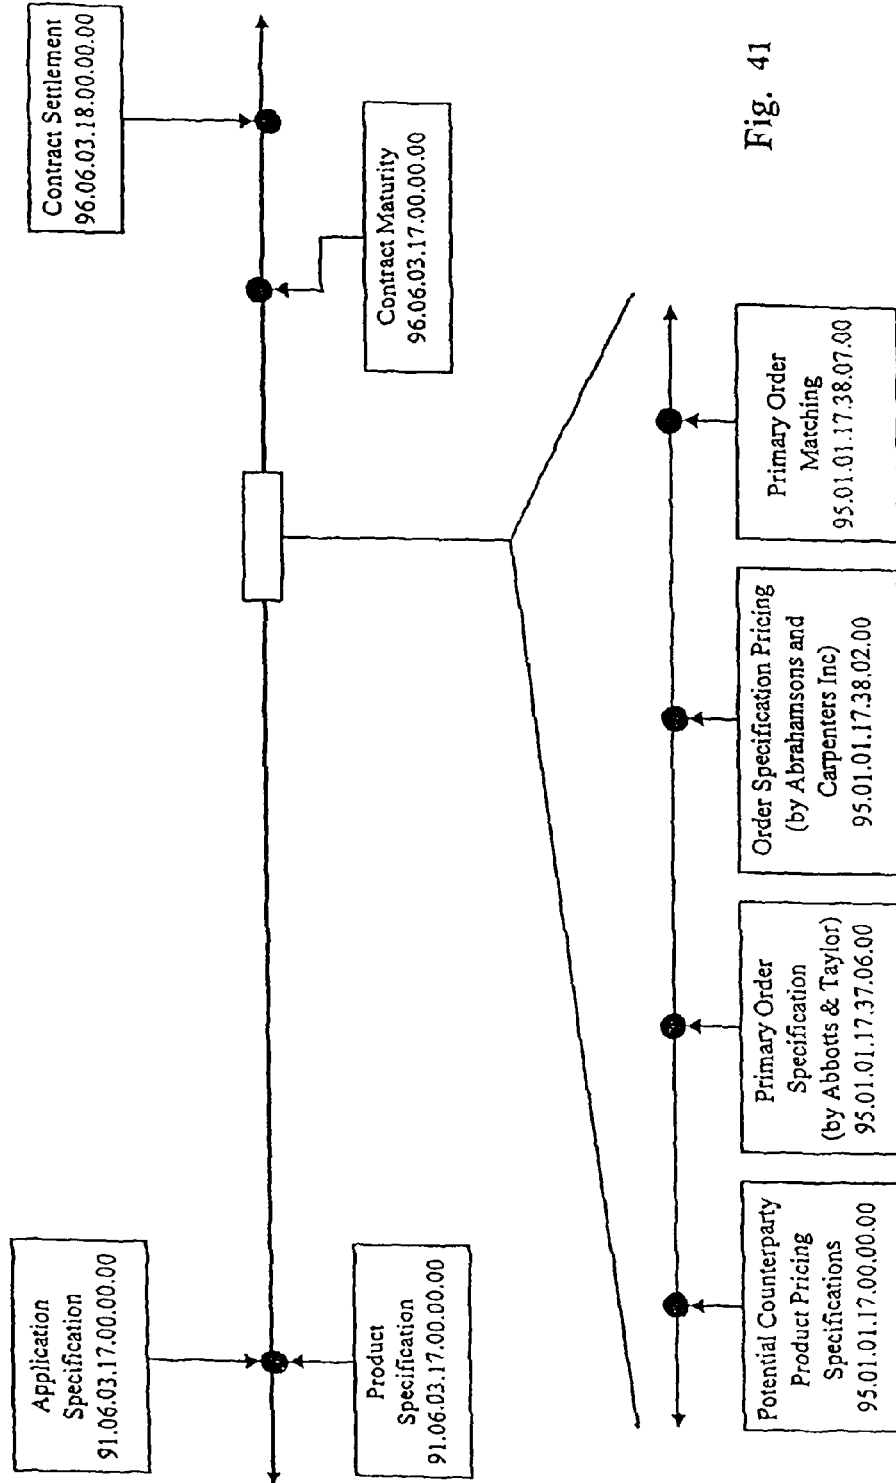 Application
Specification
91.06.03.17.00.00.00
Product
Specification
91.06.03.17.00.00.00
Contract Settlement
96.06.03.18.00.00.00
Contract Maturity
96.06.03.17.00.00.00
Potential Counterparty
Product Pricing
Specifications
95.01.01.17.00.00.00
Primary Order
Specification
(by Abbotts & Taylor)
95.01.01.17.37.06.00
Order Specification Pricing
(by Abrahamsons and
Carpenters Inc)
95.01.01.17.38.02.00
Primary Order
Matching
95.01.01.17.38.07.00
Fig. 41